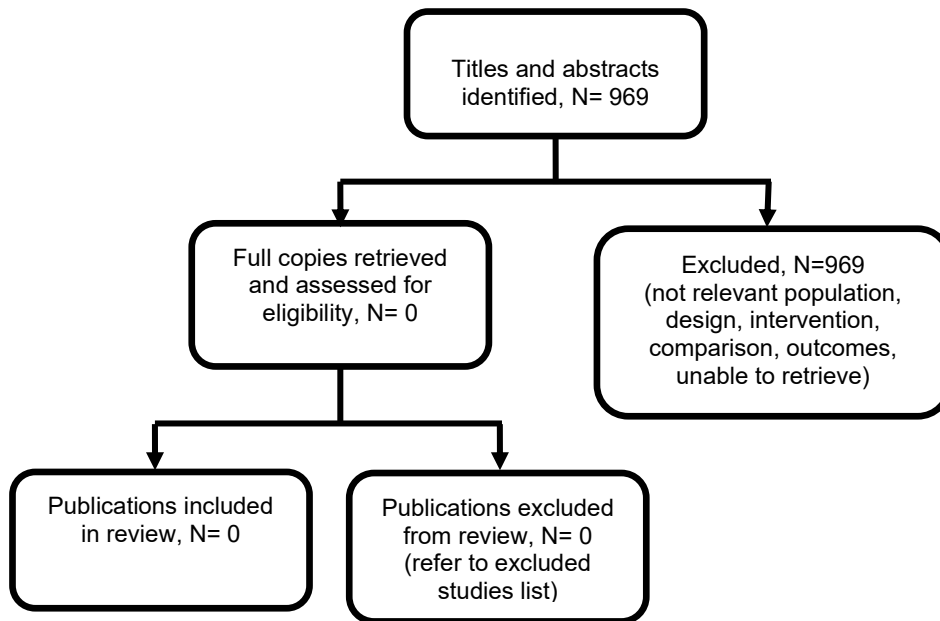 Titles and abstracts
identified, N= 969
Full copies retrieved
and assessed for
eligibility, N= 0
Excluded, N=969
(not relevant population,
design, intervention,
comparison, outcomes,
unable to retrieve)
Publications included
in review, N= 0
Publications excluded
from review, N= 0
(refer to excluded
studies list)